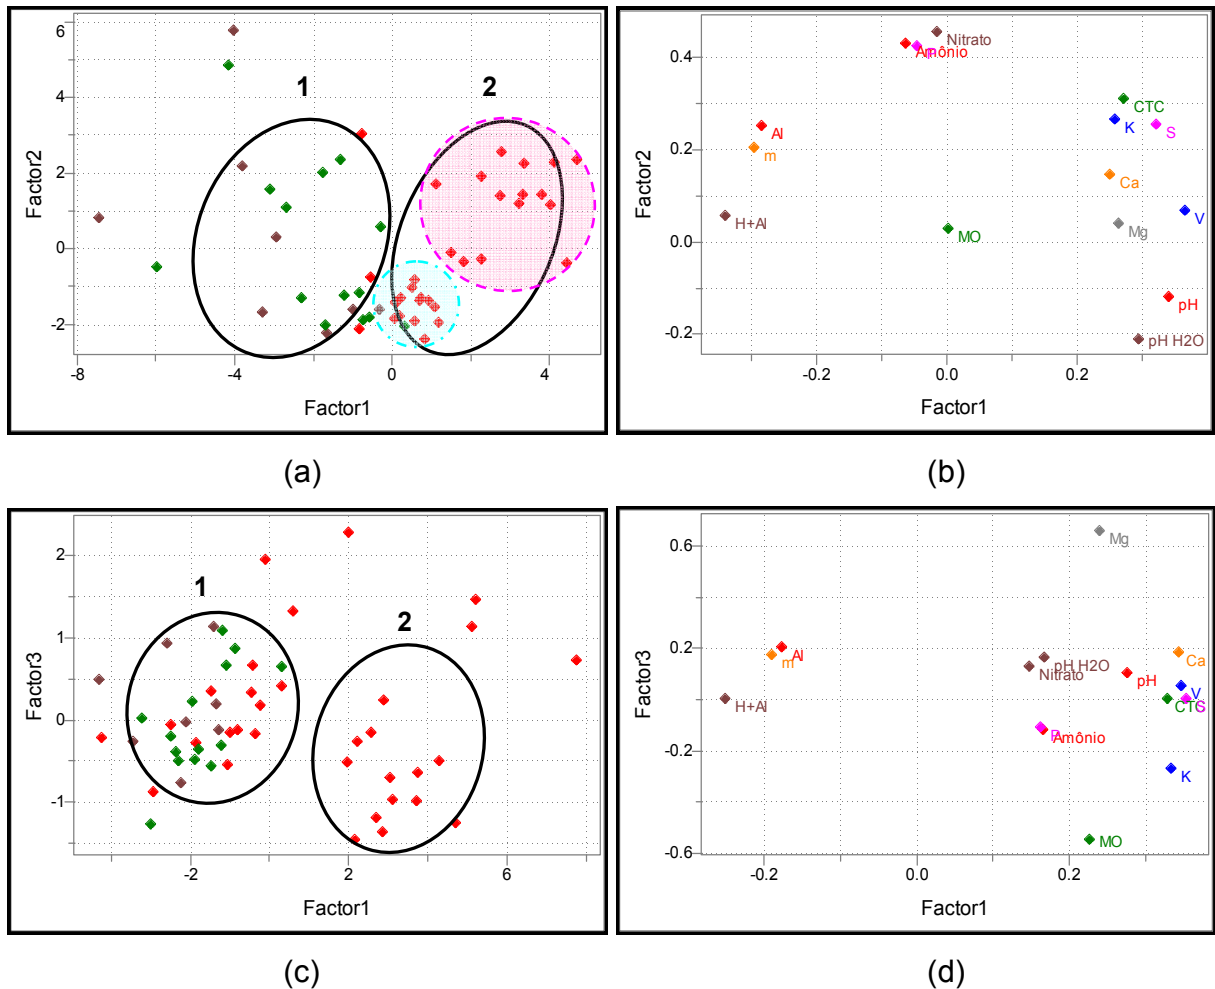 6
4
2
0
-2
-8
-4
0
4
Factor2
Factor1
1
2
(a)
0.4
0.2
0.0
-0.2
-0.2
0.0
0.2
Factor2
Factor1
Nitrato
Amônio
P
CTC
K
S
Al
m
Ca
V
H+Al
Mg
MO
pH
pH H2O
(b)
2
1
0
-1
-2
2
6
Factor3
Factor1
1
2
(c)
0.6
0.2
-0.2
-0.6
-0.2
0.0
0.2
Factor3
Factor1
Mg
Al
m
pH H2O
Nitrato
Ca
pH
V
H+Al
CTC
S
P
Amônio
K
MO
(d)